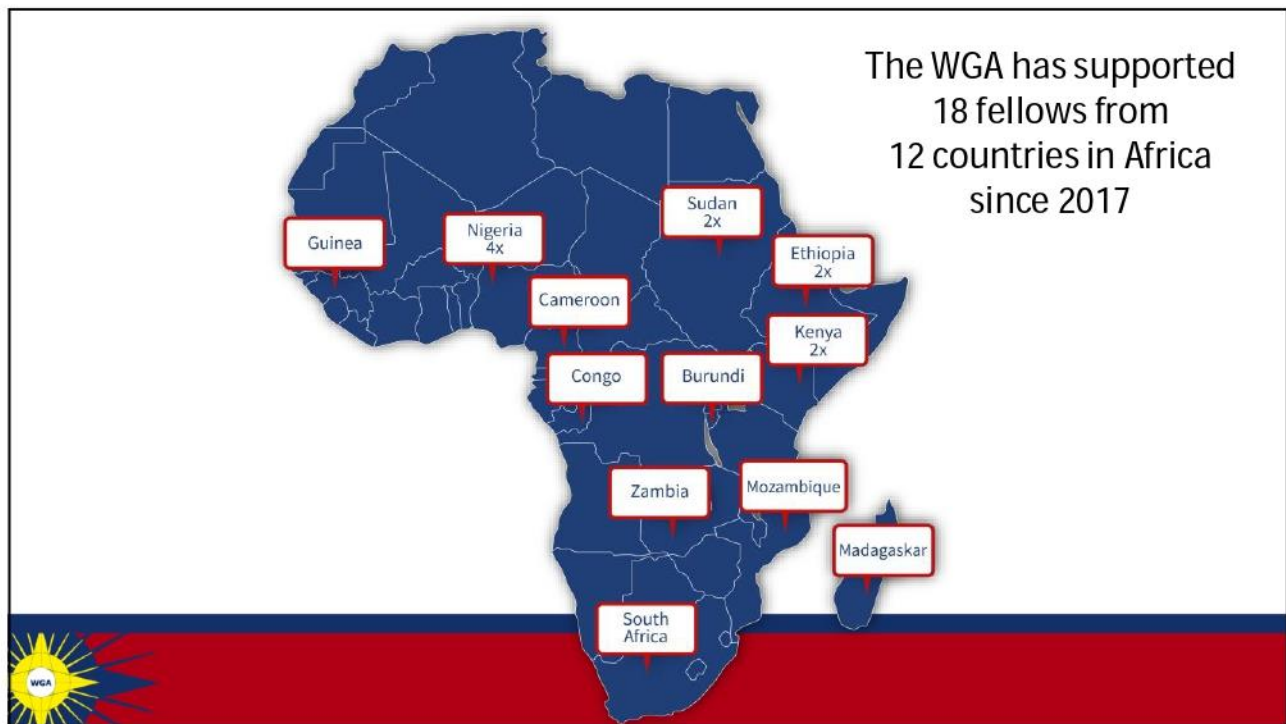 The WGA has supported
18 fellows from
12 countries in Africa
since 2017
Sudan
2x
Guinea
Nigeria
4x
Ethiopia
2x
Cameroon
Kenya
2x
Congo
Burundi
Zambia
Mozambique
Madagaskar
South
Africa
WGA